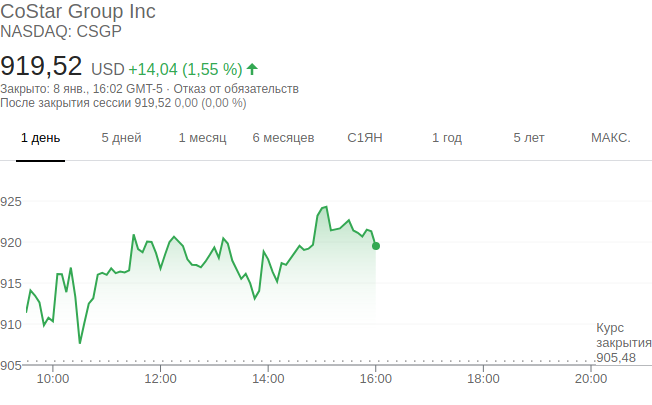 CoStar Group Inc
NASDAQ: CSGP
919,52 USD +14,04 (1,55 %)
Закрыто: 8 янв., 16:02 GMT-5 · Отказ от обязательств
После закрытия сессии 919,52 0,00 (0,00 %)
1 день 5 дней 1 месяц 6 месяцев С1ЯН 1 год 5 лет МАКС.
925
920
915
910
Курс
закрытия
905,48
905
10:00 12:00 14:00 16:00 18:00 20:00